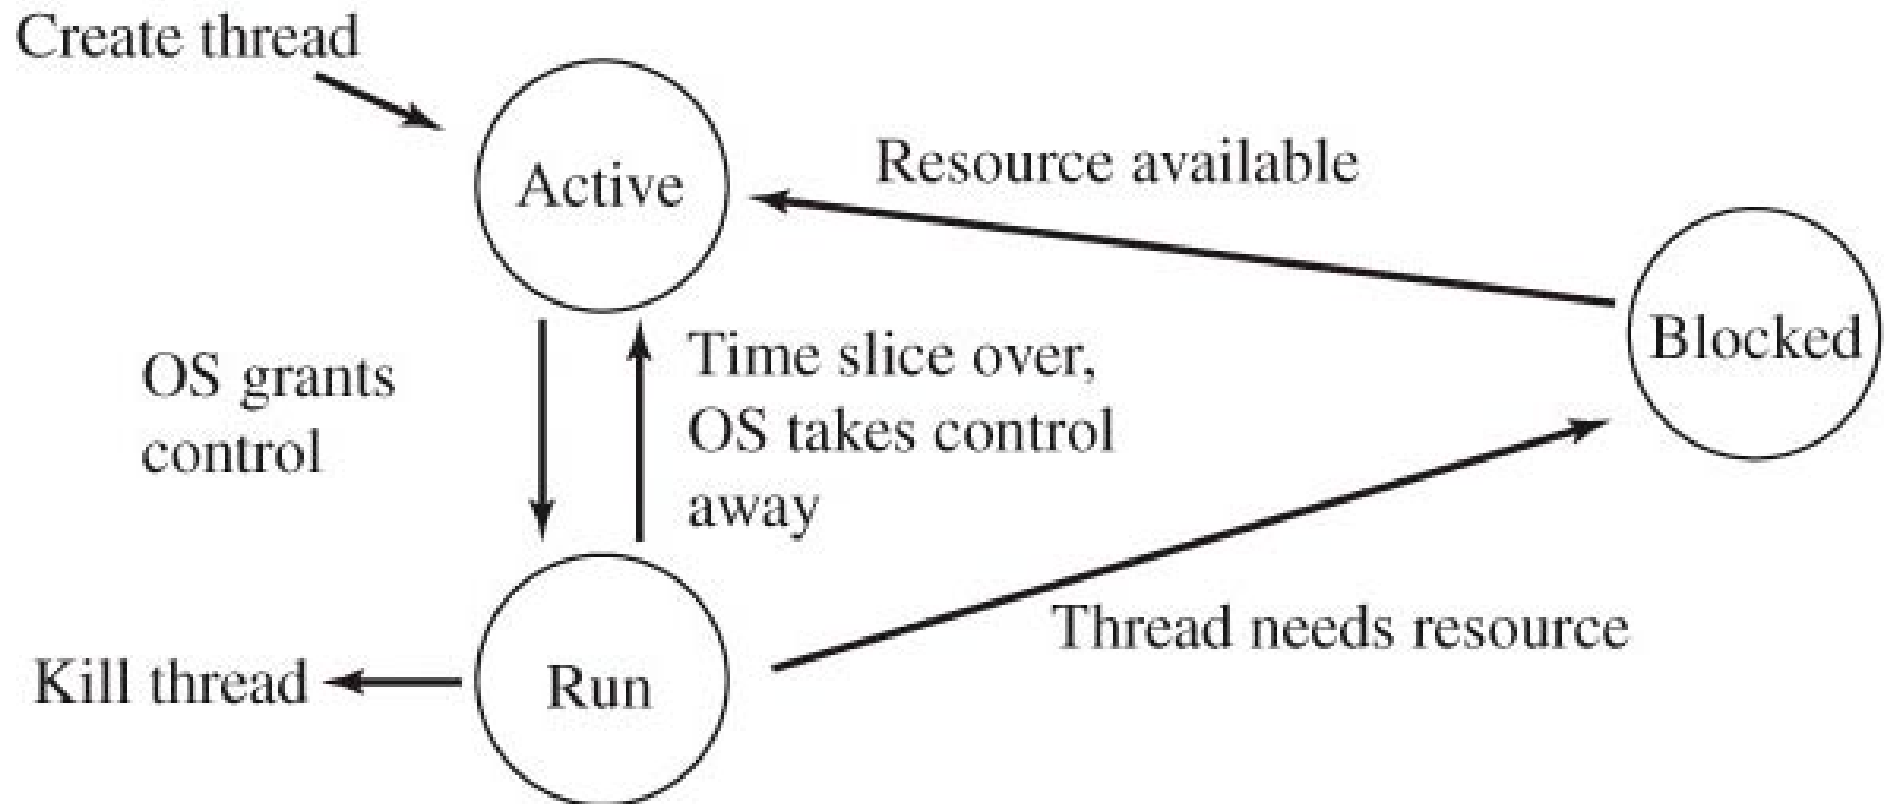 Create thread
Active
Resource available
Blocked
OS grants
control
Time slice over,
OS takes control
away
Thread needs resource
Kill thread
Run